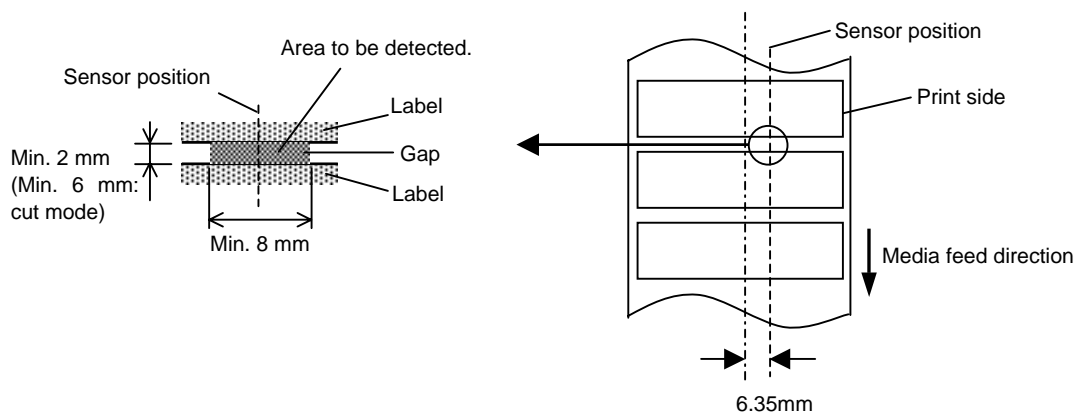 Area to be detected.
Sensor position
Label
Gap
Label
Min. 2 mm
(Min. 6 mm:
cut mode)
Min. 8 mm
Sensor position
Print side
Media feed direction
6.35mm